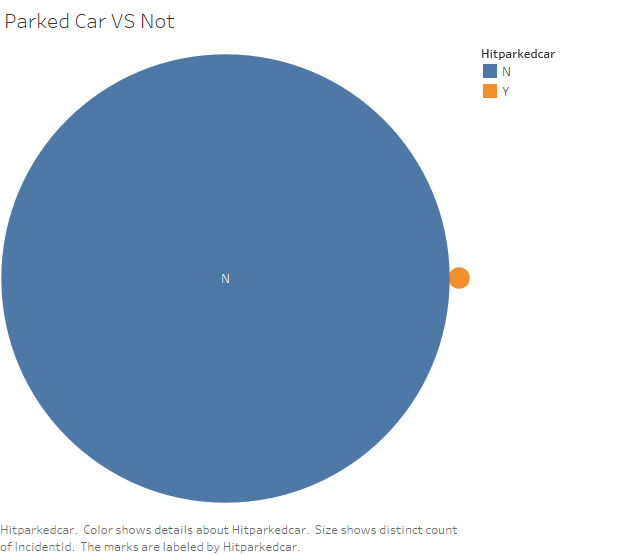 Parked Car VS Not
Hitparkedcar
N
Y
N
Hitparkedcar.  Color shows details about Hitparkedcar.  Size shows distinct count
of IncidentId.  The marks are labeled by Hitparkedcar.